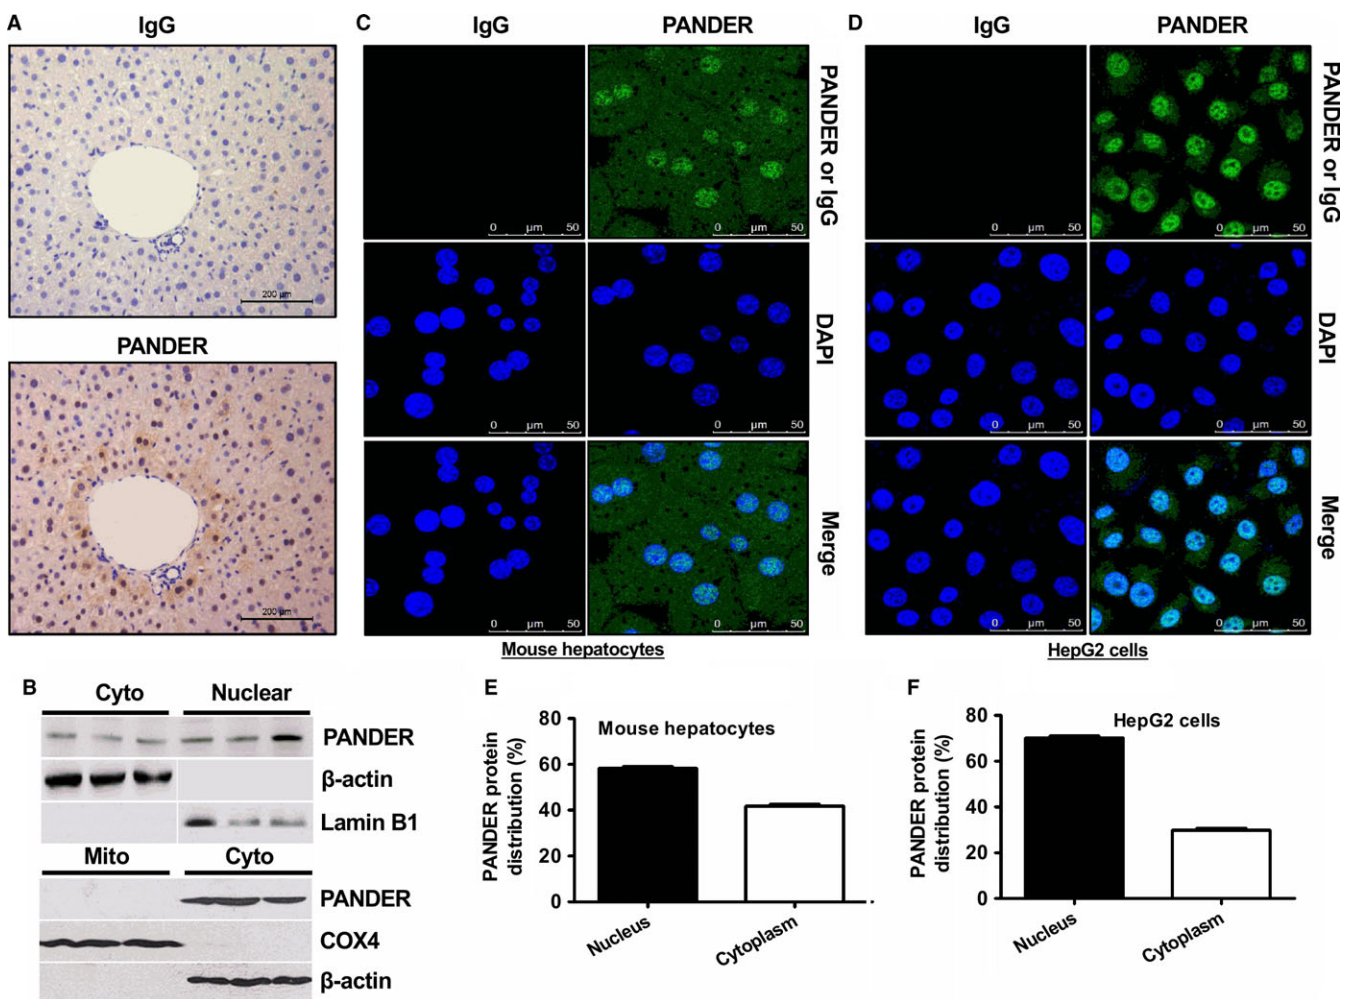 A
IgG
200 µm
PANDER
200 µm
C
IgG
PANDER
0 µm 50
0 µm 50
PANDER or IgG
0 µm 50
0 µm 50
DAPI
0 µm 50
0 µm 50
Merge
Mouse hepatocytes
D
IgG
PANDER
0 µm 50
0 µm 50
PANDER or IgG
0 µm 50
0 µm 50
DAPI
0 µm 50
0 µm 50
Merge
HepG2 cells
B
Cyto Nuclear
PANDER
β-actin
Lamin B1
Mito Cyto
PANDER
COX4
β-actin
E
Mouse hepatocytes
PANDER protein
distribution (%)
80
60
40
20
0
Nucleus
Cytoplasm
F
HepG2 cells
PANDER protein
distribution (%)
80
60
40
20
0
Nucleus
Cytoplasm